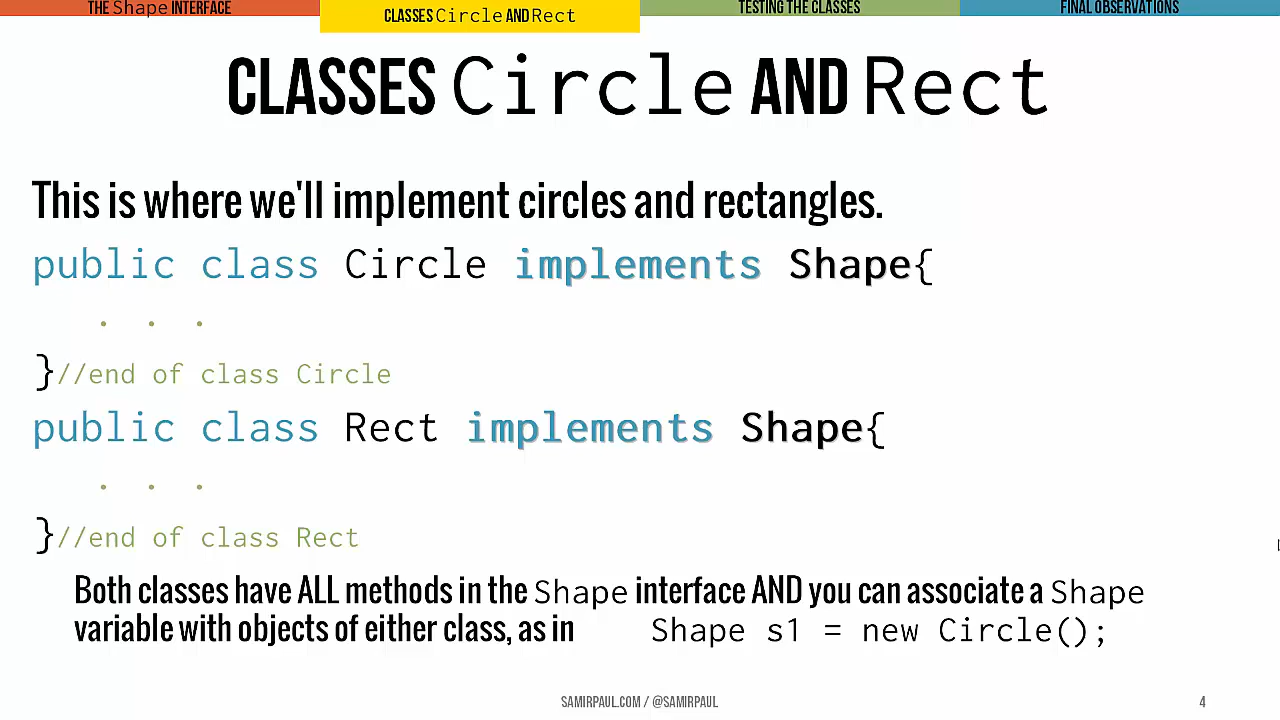 THE Shape INTERFACE
CLASSES Circle AND Rect
TESTING THE CLASSES
FINAL OBSERVATIONS
CLASSES Circle AND Rect
This is where we'll implement circles and rectangles.
public class Circle implements Shape{
. . .
}//end of class Circle
public class Rect implements Shape{
. . .
}//end of class Rect
Both classes have ALL methods in the Shape interface AND you can associate a Shape
variable with objects of either class, as in Shape s1 = new Circle();
SAMIRPAUL.COM / @SAMIRPAUL
4